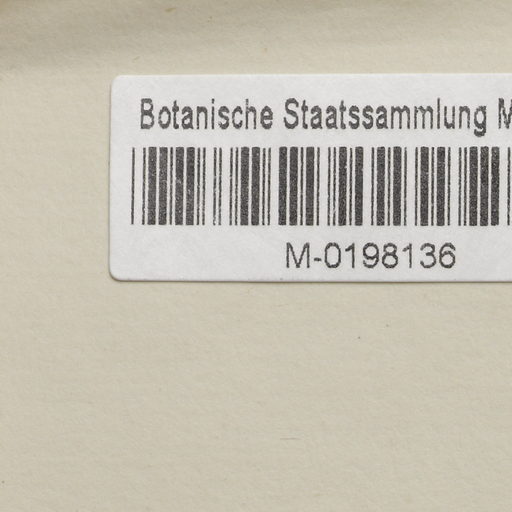 Botanische Staatssammlung M
M-0198136